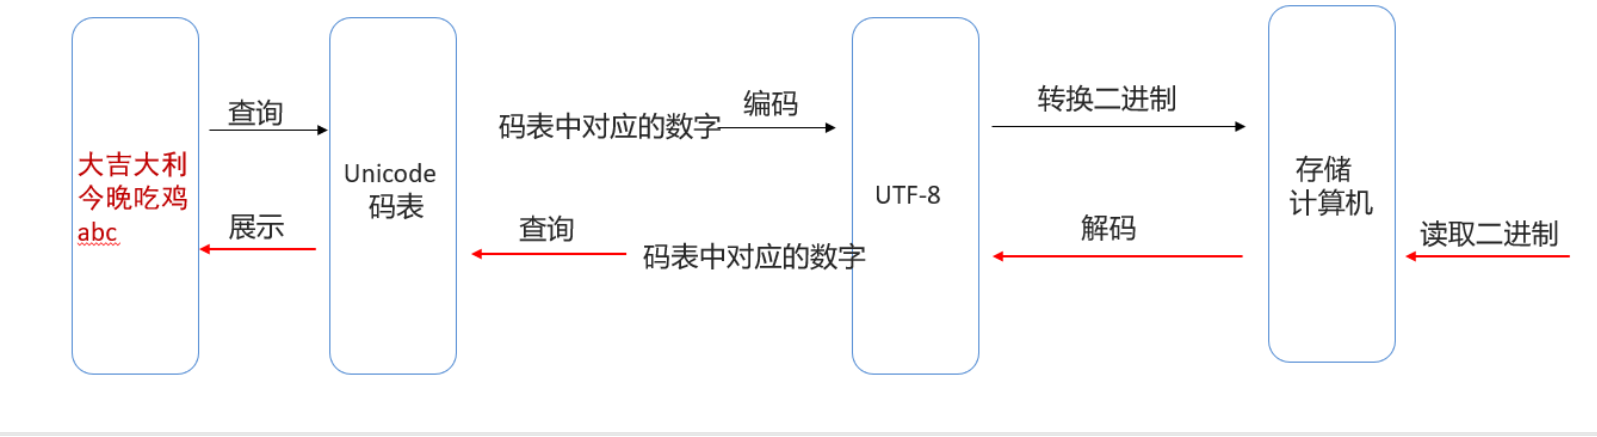 大吉大利
今晚吃鸡
abc
查询
展示
Unicode
码表
码表中对应的数字
编码
查询
码表中对应的数字
UTF-8
转换二进制
解码
存储
计算机
读取二进制